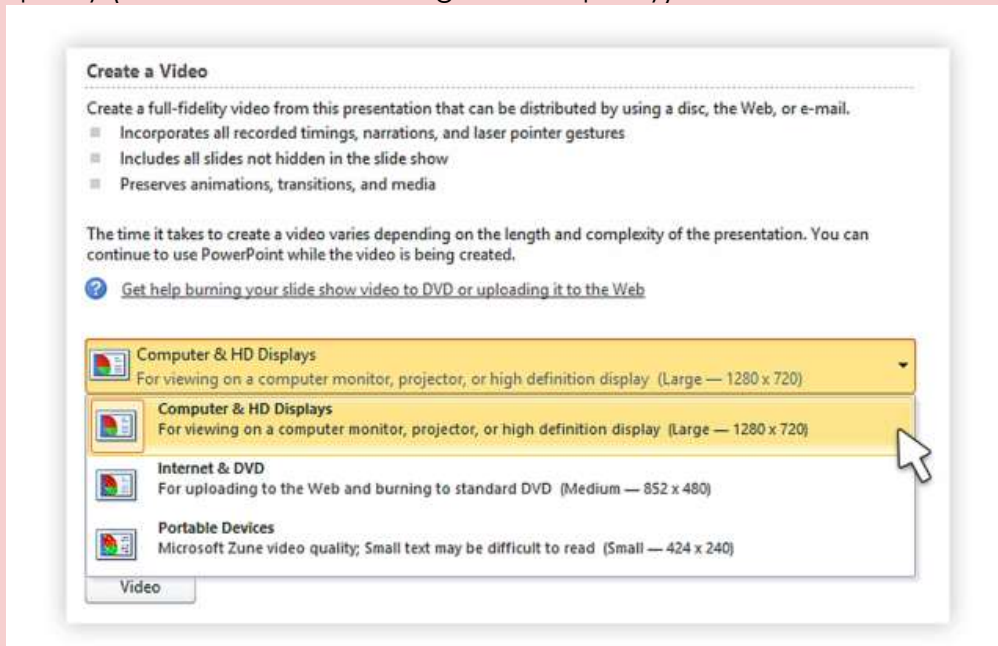 Create a Video
Create a full-fidelity video from this presentation that can be distributed by using a disc, the Web, or e-mail.
Incorporates all recorded timings, narrations, and laser pointer gestures
Includes all slides not hidden in the slide show
Preserves animations, transitions, and media
The time it takes to create a video varies depending on the length and complexity of the presentation. You can
continue to use PowerPoint while the video is being created.
Get help burning your slide show video to DVD or uploading it to the Web
Computer & HD Displays
For viewing on a computer monitor, projector, or high definition display (Large — 1280 x 720)
Computer & HD Displays
For viewing on a computer monitor, projector, or high definition display (Large — 1280 x 720)
Internet & DVD
For uploading to the Web and burning to standard DVD (Medium — 852 x 480)
Portable Devices
Microsoft Zune video quality; Small text may be difficult to read (Small — 424 x 240)
Video